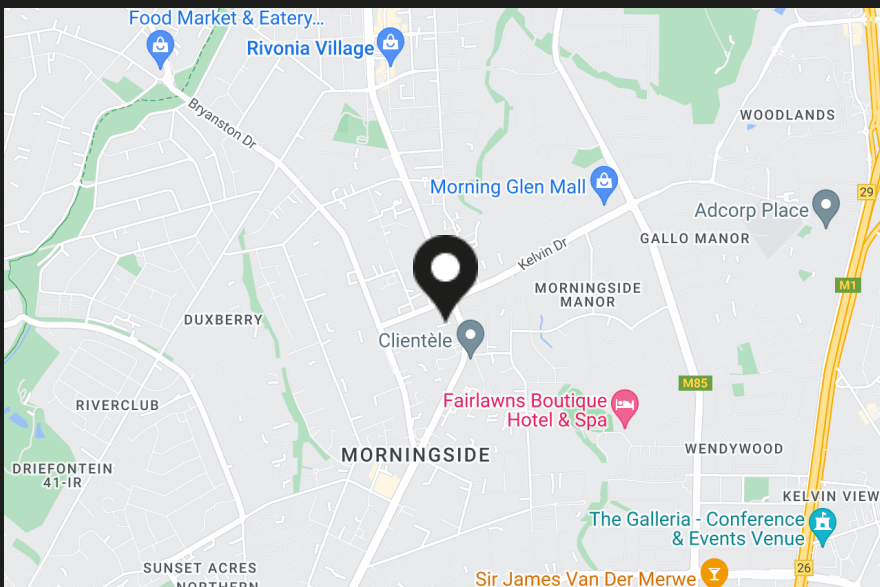 Food Market & Eatery...
Rivonia Village
Bryanston Dr
WOODLANDS
Morning Glen Mall
29
Adcorp Place
GALLO MANOR
Kelvin Dr
M1
MORNINGSIDE
MANOR
DUXBERRY
Clientèle
M85
RIVERCLUB
Fairlawns Boutique
Hotel & Spa
MORNINGSIDE
WENDYWOOD
DRIEFONTEIN
41-IR
KELVIN VIEW
The Galleria - Conference
& Events Venue
SUNSET ACRES
26
Sir James Van Der Merwe
NORTHERN